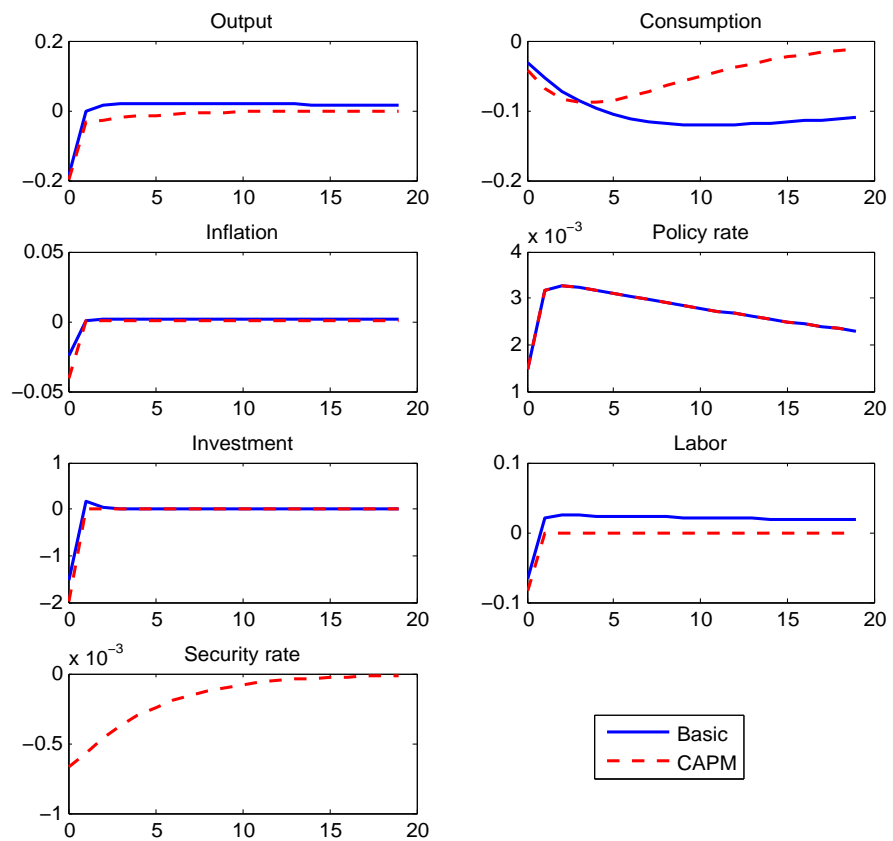 Output
0.2
0
−0.2
0 5 10 15 20
Consumption
0
−0.1
−0.2
0 5 10 15 20
Inflation
0.05
0
−0.05
0 5 10 15 20
Policy rate
x 10−3
4
3
2
1
0 5 10 15 20
Investment
1
0
−1
−2
0 5 10 15 20
Labor
0.1
0
−0.1
0 5 10 15 20
Security rate
x 10−3
0
−0.5
−1
0 5 10 15 20
Basic
CAPM